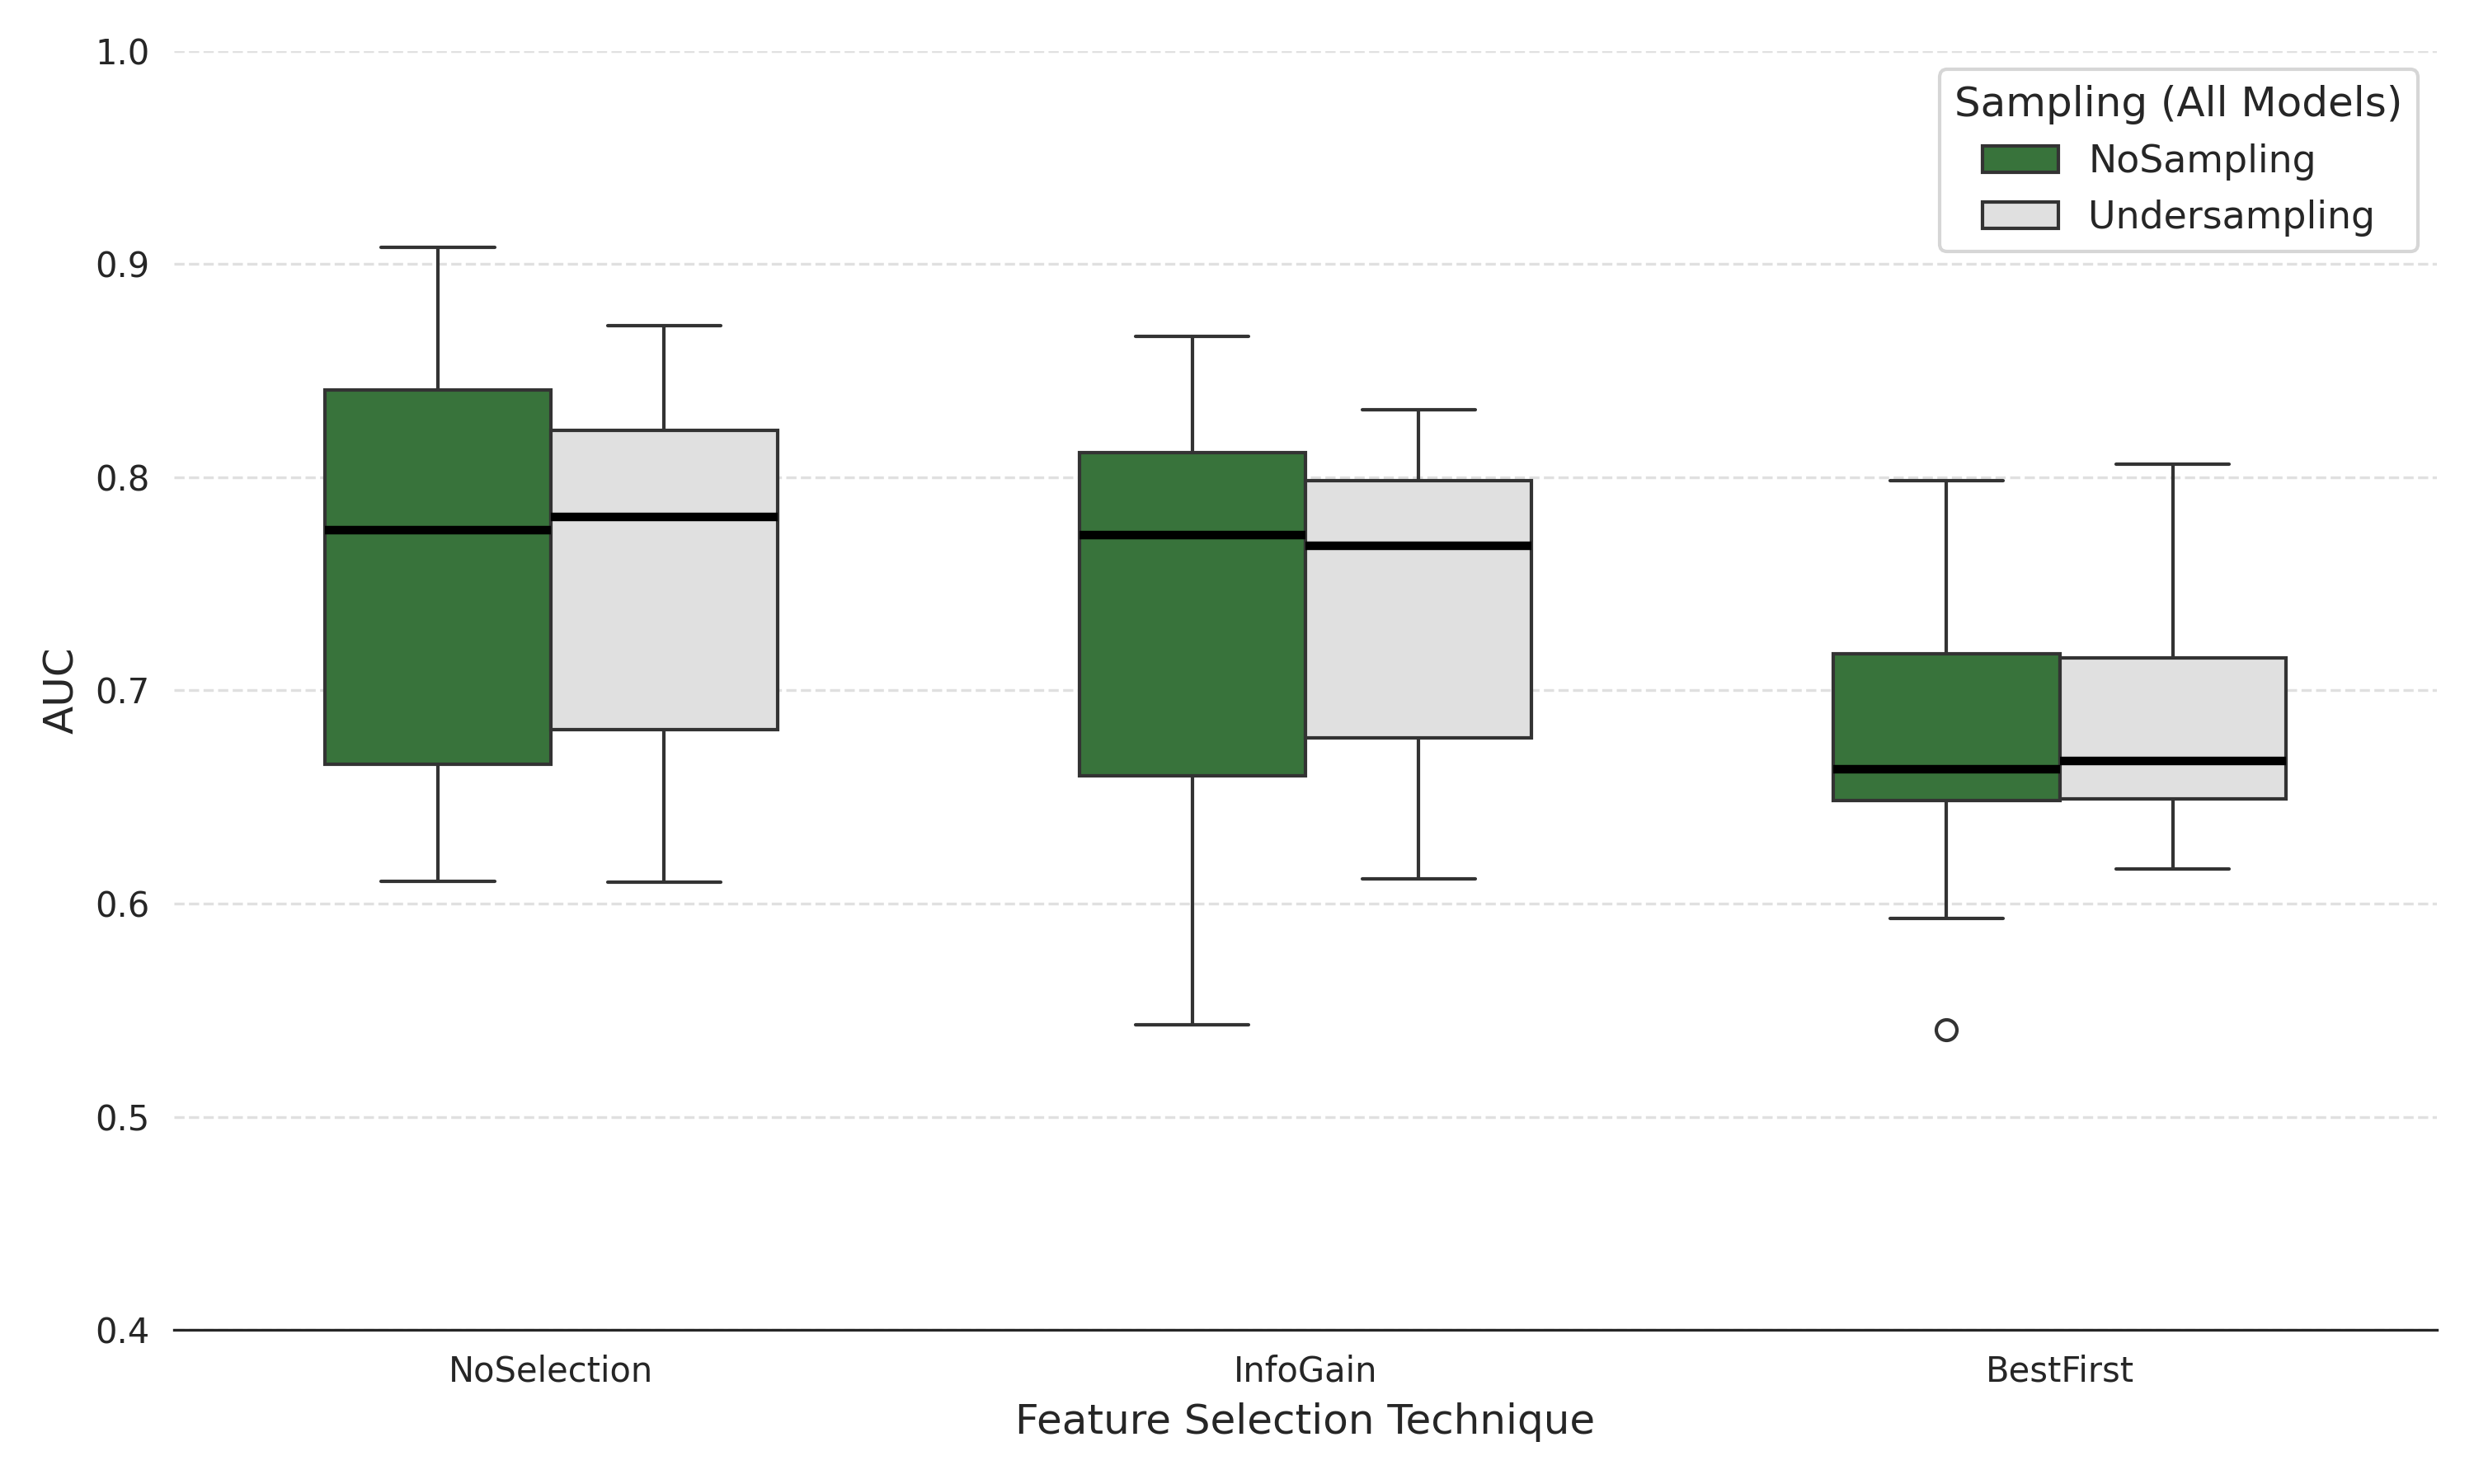 1.0
0.9
0.8
0.7
0.6
0.5
0.4
AUC
Sampling (All Models)
NoSampling
Undersampling
NoSelection
InfoGain
BestFirst
Feature Selection Technique